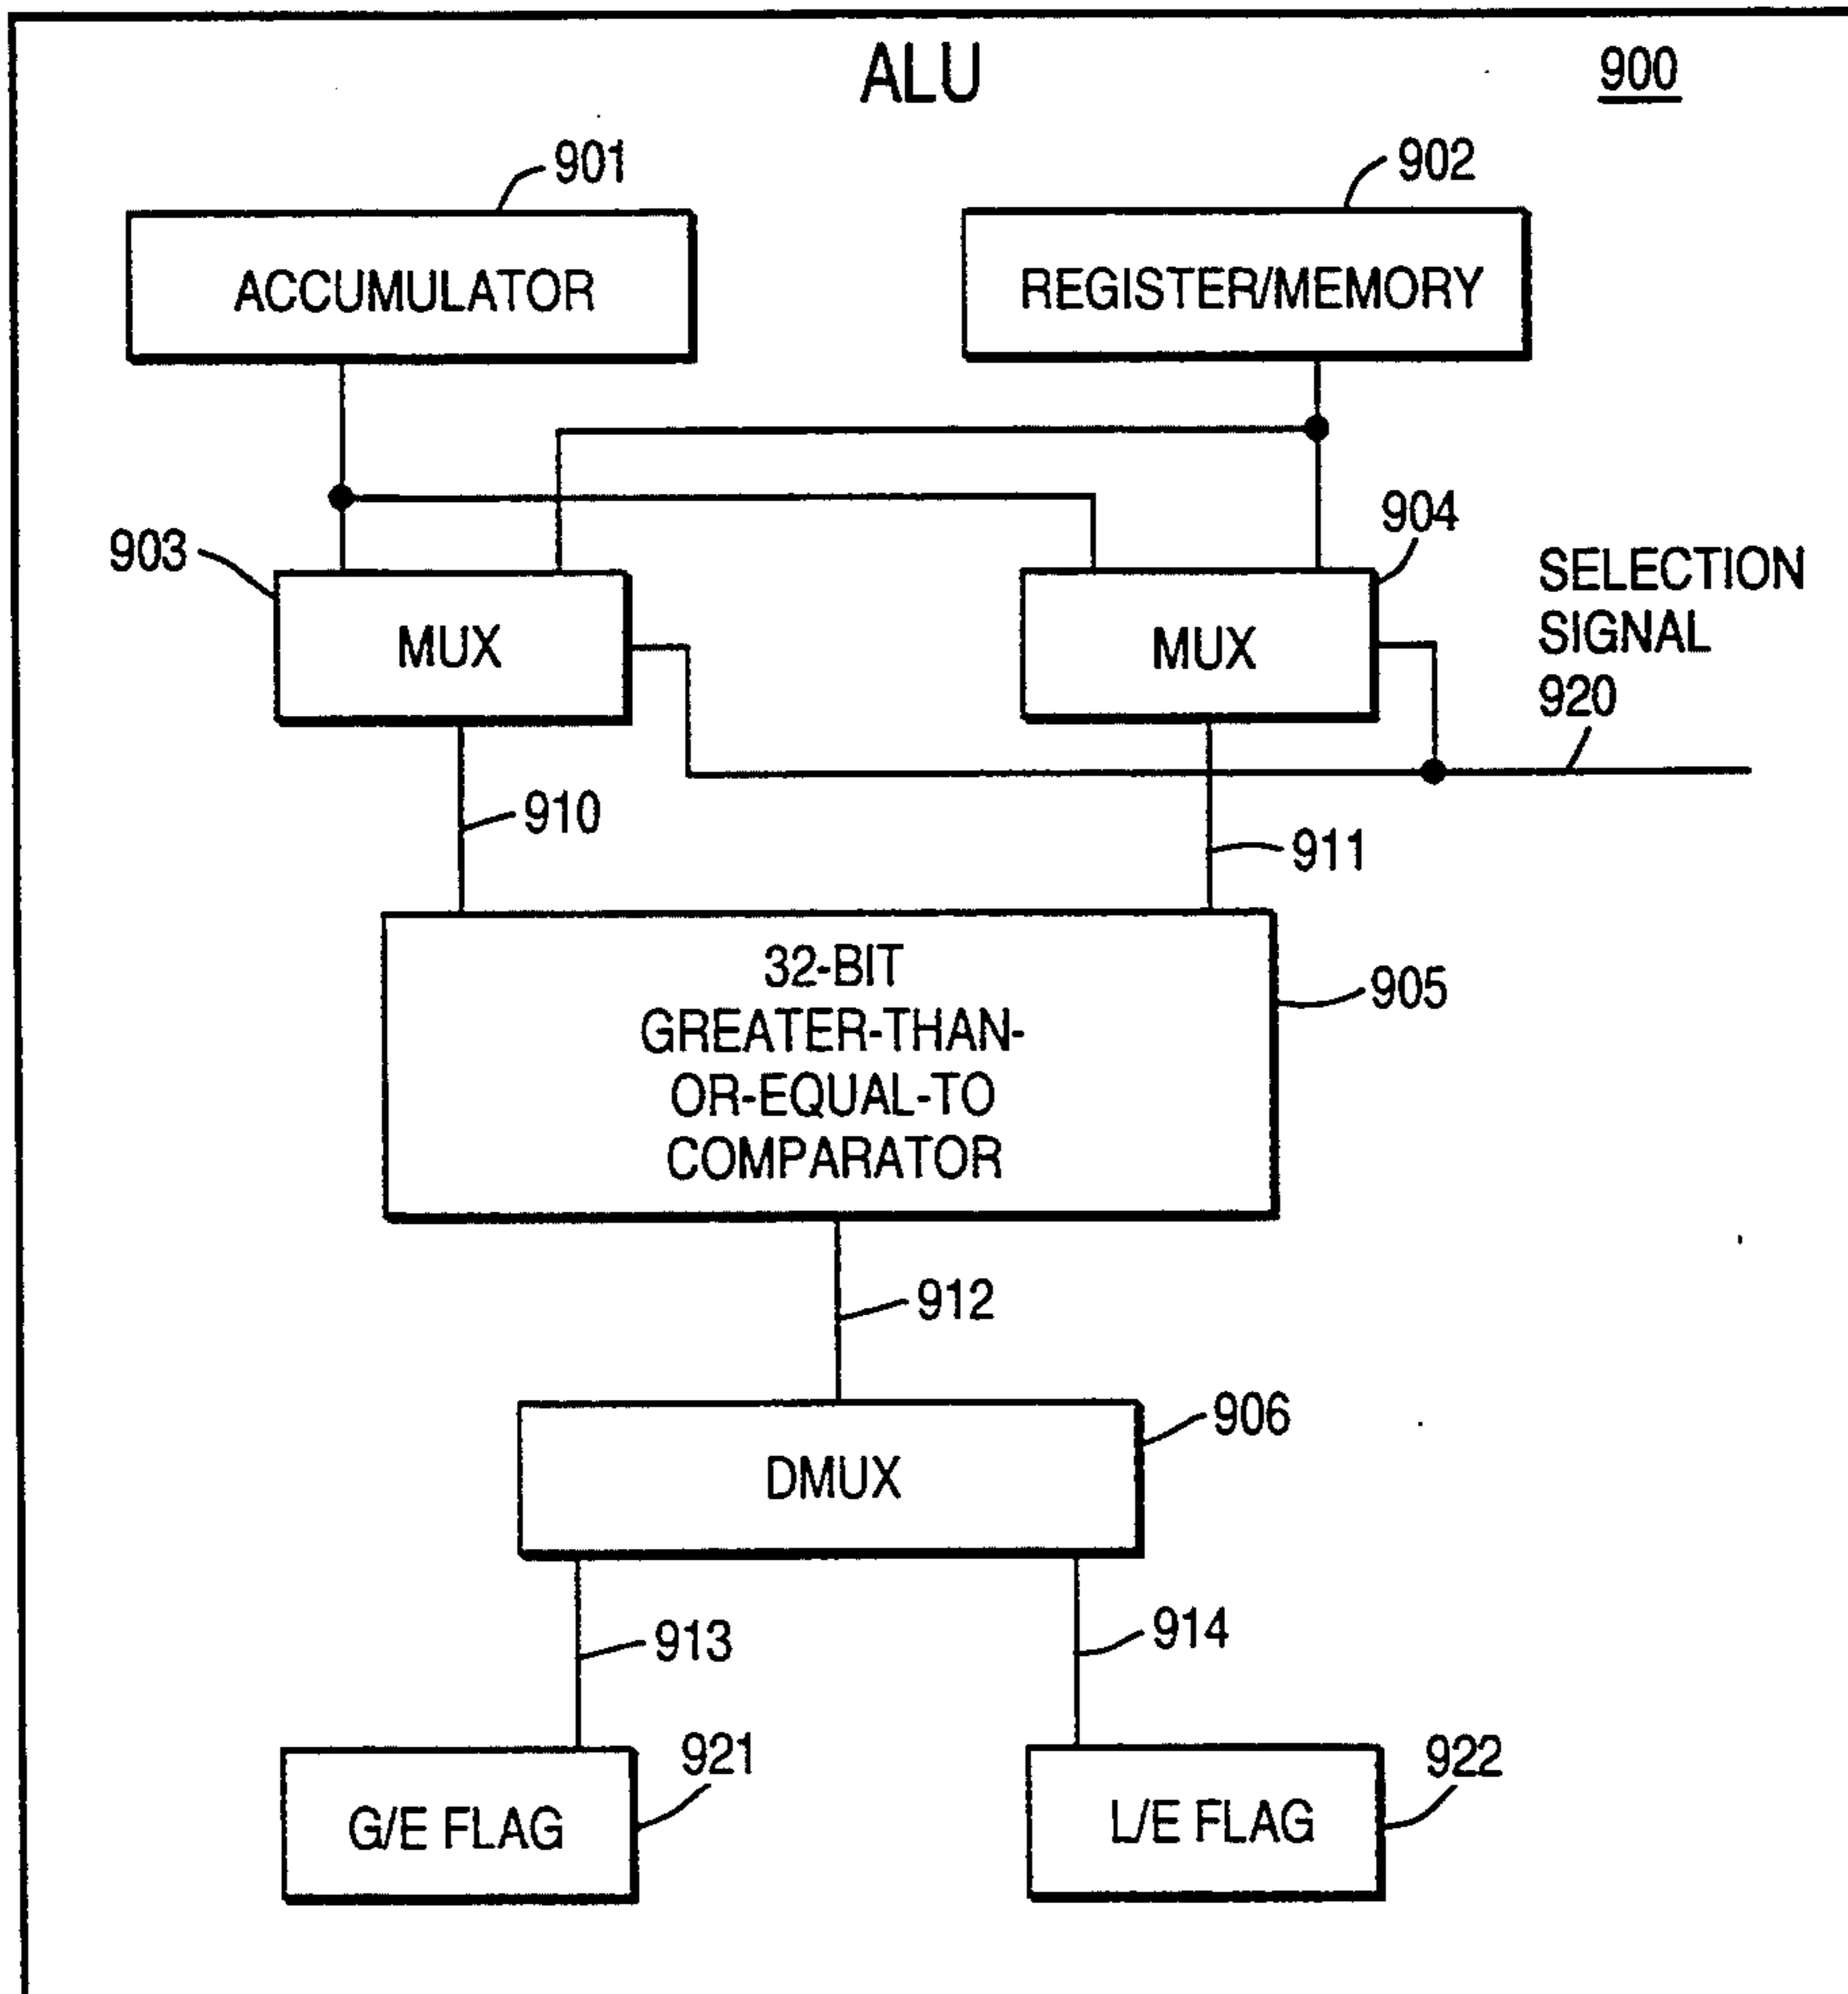 ALU
900
901
902
ACCUMULATOR
REGISTER/MEMORY
903
904
SELECTION
SIGNAL
920
MUX
MUX
910
911
32-BIT
GREATER-THAN-
OR-EQUAL-TO
COMPARATOR
905
912
906
DMUX
913
914
921
922
G/E FLAG
L/E FLAG